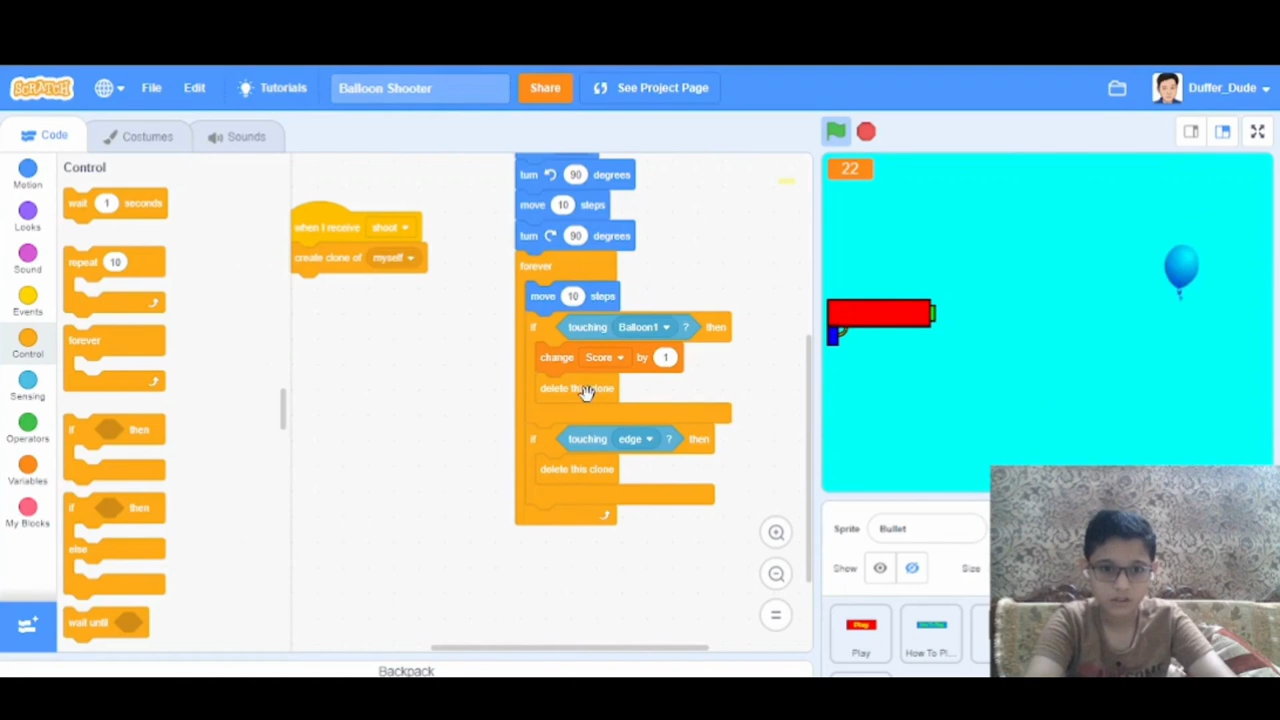 SCRATCH File Edit Tutorials Balloon Shooter Share See Project Page Duffer_Dude
Code Costumes Sounds
Motion
Looks
Sound
Events
Control
Sensing
Operators
Variables
My Blocks
Control
wait 1 seconds
repeat 10
forever
if then
if then
else
wait until
when I receive shoot
create clone of myself
turn 90 degrees
move 10 steps
turn 90 degrees
forever
move 10 steps
if touching Balloon1 ? then
change Score by 1
delete this clone
if touching edge ? then
delete this clone
22
Sprite Bullet
Show Size
Play
How To Pl...
Backpack